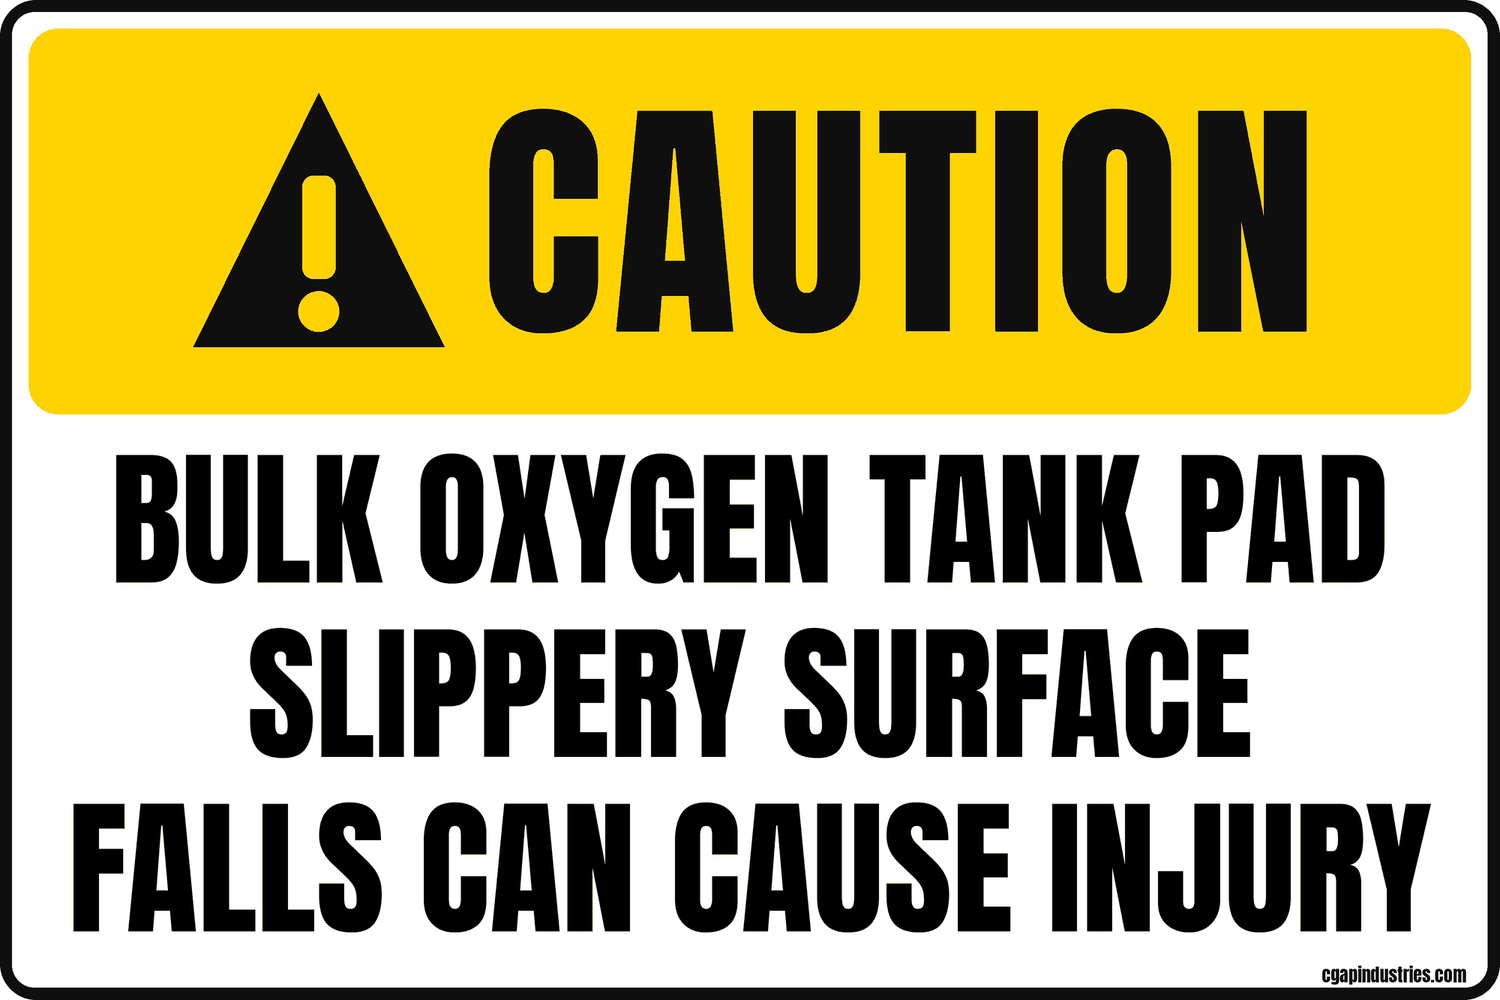 CAUTION
BULK OXYGEN TANK PAD
SLIPPERY SURFACE
FALLS CAN CAUSE INJURY
cgapindustries.com